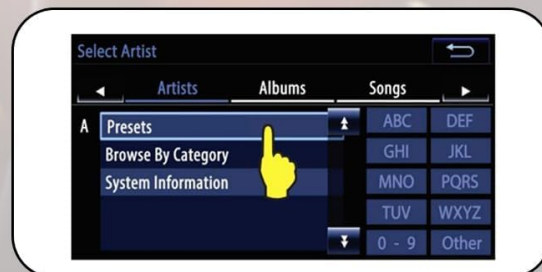 Select Artist
Artists Albums Songs
A Presets ABC DEF
Browse By Category GHI JKL
System Information MNO PQRS
TUV WXYZ
0 - 9 Other